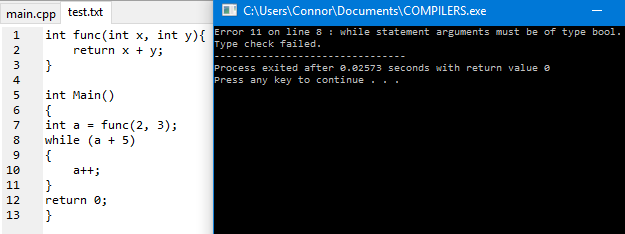 main.cpp test.txt
1 int func(int x, int y){
2 return x + y;
3 }
4
5 int Main()
6 {
7 int a = func(2, 3);
8 while (a + 5)
9 {
10 a++;
11 }
12 return 0;
13 }
C:\Users\Connor\Documents\COMPILERS.exe
Error 11 on line 8 : while statement arguments must be of type bool.
Type check failed.
--------------------------------
Process exited after 0.02573 seconds with return value 0
Press any key to continue . . .